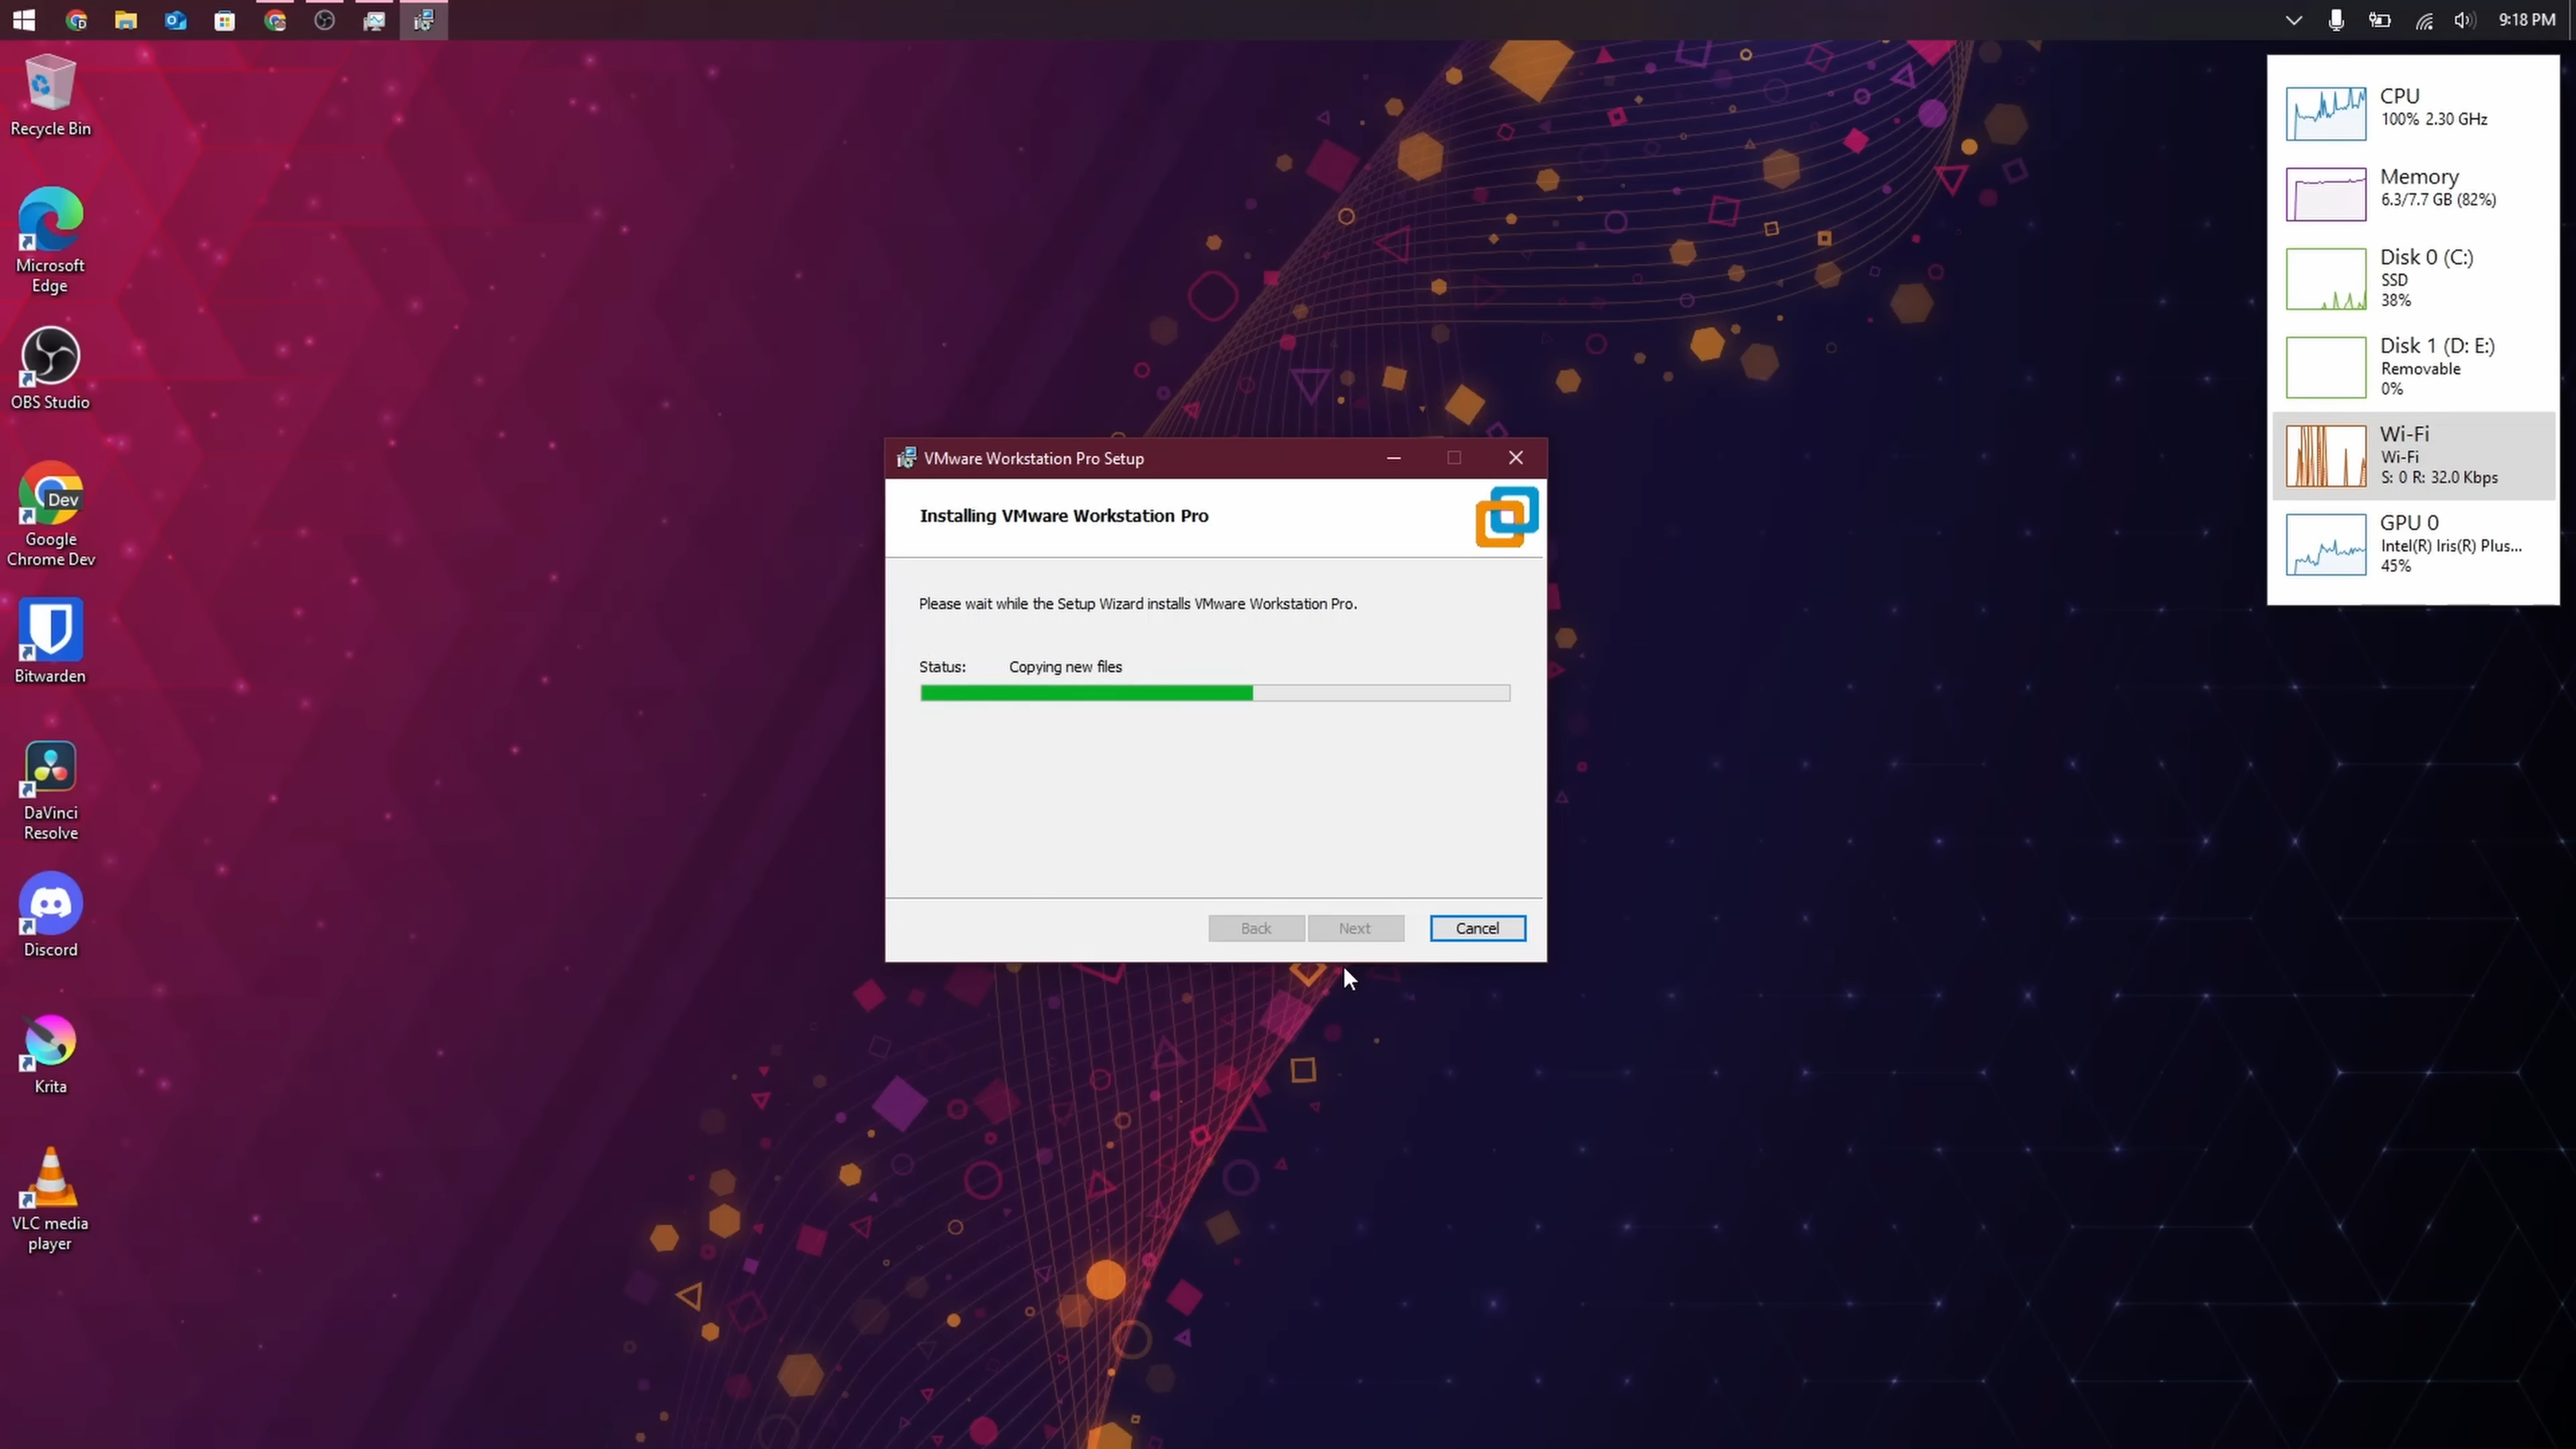 9:18 PM
Recycle Bin
Microsoft
Edge
OBS Studio
Dev
Google
Chrome Dev
Bitwarden
DaVinci
Resolve
Discord
Krita
VLC media
player
VMware Workstation Pro Setup
Installing VMware Workstation Pro
Please wait while the Setup Wizard installs VMware Workstation Pro.
Status: Copying new files
Back
Next
Cancel
CPU
100% 2.30 GHz
Memory
6.3/7.7 GB (82%)
Disk 0 (C:)
SSD
38%
Disk 1 (D: E:)
Removable
0%
Wi-Fi
Wi-Fi
S: 0 R: 32.0 Kbps
GPU 0
Intel(R) Iris(R) Plus...
45%